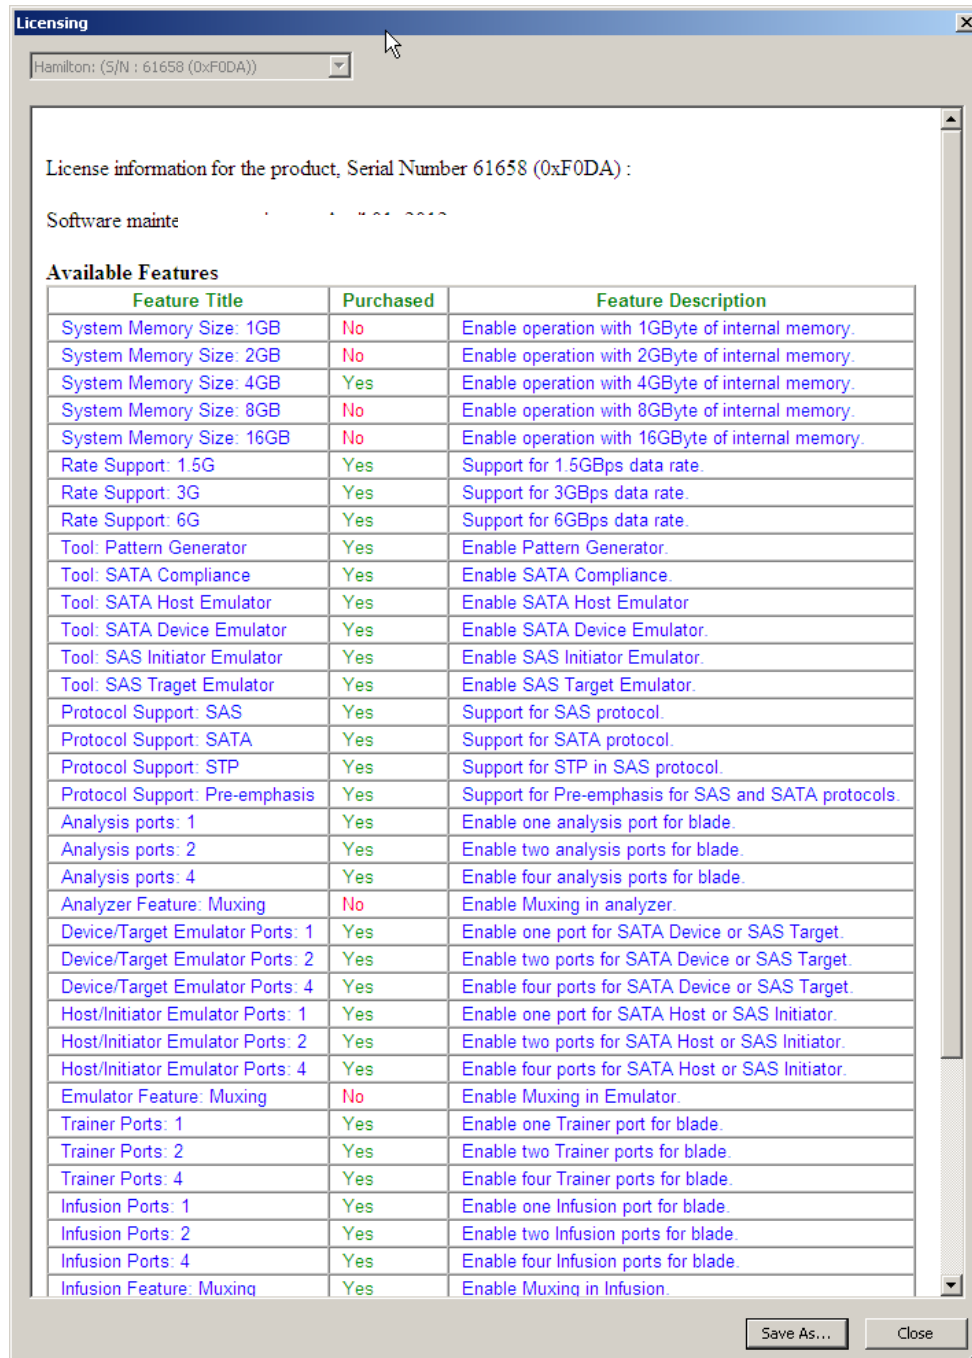 Licensing
Hamilton: (S/N : 61658 (0xF0DA))
License information for the product, Serial Number 61658 (0xF0DA) :
Software
Available Features
Feature Title Purchased Feature Description
System Memory Size: 1GB No Enable operation with 1GByte of internal memory.
System Memory Size: 2GB No Enable operation with 2GByte of internal memory.
System Memory Size: 4GB Yes Enable operation with 4GByte of internal memory.
System Memory Size: 8GB No Enable operation with 8GByte of internal memory.
System Memory Size: 16GB No Enable operation with 16GByte of internal memory.
Rate Support: 1.5G Yes Support for 1.5GBps data rate.
Rate Support: 3G Yes Support for 3GBps data rate.
Rate Support: 6G Yes Support for 6GBps data rate.
Tool: Pattern Generator Yes Enable Pattern Generator.
Tool: SATA Compliance Yes Enable SATA Compliance.
Tool: SATA Host Emulator Yes Enable SATA Host Emulator
Tool: SATA Device Emulator Yes Enable SATA Device Emulator.
Tool: SAS Initiator Emulator Yes Enable SAS Initiator Emulator.
Tool: SAS Traget Emulator Yes Enable SAS Target Emulator.
Protocol Support: SAS Yes Support for SAS protocol.
Protocol Support: SATA Yes Support for SATA protocol.
Protocol Support: STP Yes Support for STP in SAS protocol.
Protocol Support: Pre-emphasis Yes Support for Pre-emphasis for SAS and SATA protocols.
Analysis ports: 1 Yes Enable one analysis port for blade.
Analysis ports: 2 Yes Enable two analysis ports for blade.
Analysis ports: 4 Yes Enable four analysis ports for blade.
Analyzer Feature: Muxing No Enable Muxing in analyzer.
Device/Target Emulator Ports: 1 Yes Enable one port for SATA Device or SAS Target.
Device/Target Emulator Ports: 2 Yes Enable two ports for SATA Device or SAS Target.
Device/Target Emulator Ports: 4 Yes Enable four ports for SATA Device or SAS Target.
Host/Initiator Emulator Ports: 1 Yes Enable one port for SATA Host or SAS Initiator.
Host/Initiator Emulator Ports: 2 Yes Enable two ports for SATA Host or SAS Initiator.
Host/Initiator Emulator Ports: 4 Yes Enable four ports for SATA Host or SAS Initiator.
Emulator Feature: Muxing No Enable Muxing in Emulator.
Trainer Ports: 1 Yes Enable one Trainer port for blade.
Trainer Ports: 2 Yes Enable two Trainer ports for blade.
Trainer Ports: 4 Yes Enable four Trainer ports for blade.
Infusion Ports: 1 Yes Enable one Infusion port for blade.
Infusion Ports: 2 Yes Enable two Infusion ports for blade.
Infusion Ports: 4 Yes Enable four Infusion ports for blade.
Infusion Feature: Muxing Yes Enable Muxing in Infusion.
Save As... Close